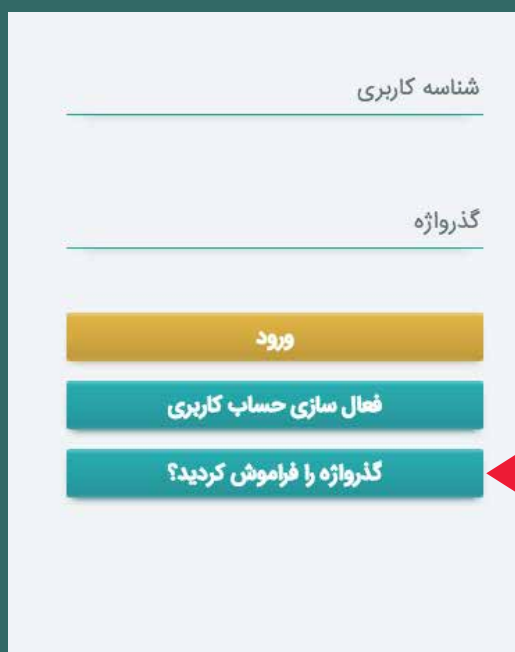 شناسه کاربری
گذرواژه
ورود
فعال سازی حساب کاربری
گذرواژه را فراموش کردید؟